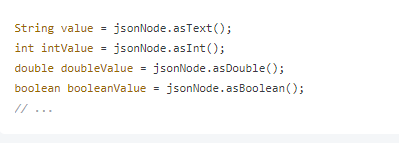 String value = jsonNode.asText();
int intValue = jsonNode.asInt();
double doubleValue = jsonNode.asDouble();
boolean booleanValue = jsonNode.asBoolean();
// ...